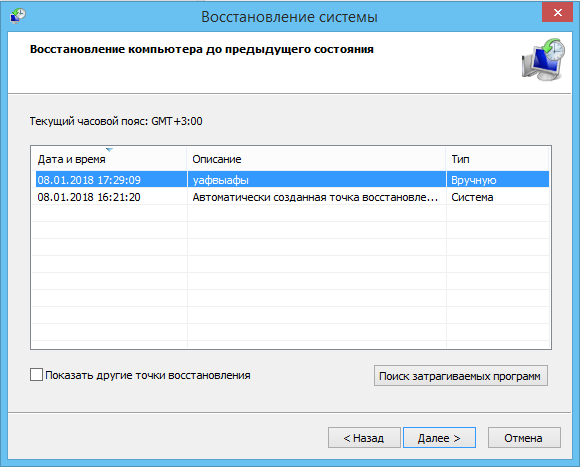 Восстановление системы
Восстановление компьютера до предыдущего состояния
Текущий часовой пояс: GMT+3:00
Дата и время Описание Тип
08.01.2018 17:29:09 уафвыафы Вручную
08.01.2018 16:21:20 Автоматически созданная точка восстановле... Система
Показать другие точки восстановления
Поиск затрагиваемых программ
< Назад Далее > Отмена